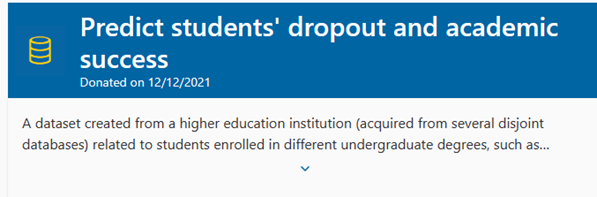 Predict students' dropout and academic
success
Donated on 12/12/2021
A dataset created from a higher education institution (acquired from several disjoint
databases) related to students enrolled in different undergraduate degrees, such as...